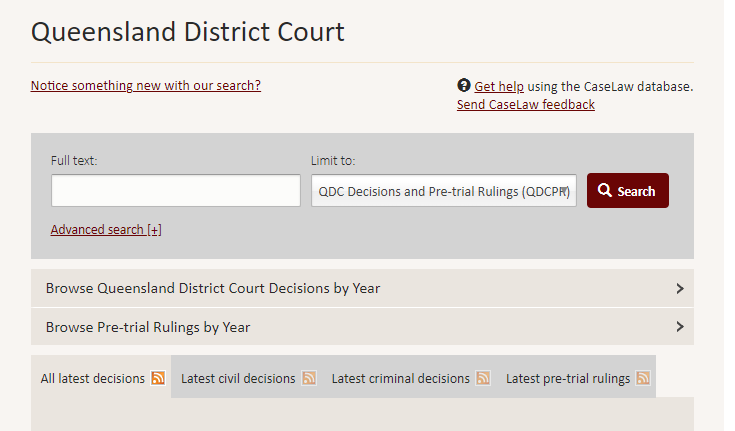 Queensland District Court
Notice something new with our search?
Get help using the CaseLaw database.
Send CaseLaw feedback
Full text:
Limit to:
QDC Decisions and Pre-trial Rulings (QDCPR)
Search
Advanced search [+]
Browse Queensland District Court Decisions by Year
Browse Pre-trial Rulings by Year
All latest decisions
Latest civil decisions
Latest criminal decisions
Latest pre-trial rulings